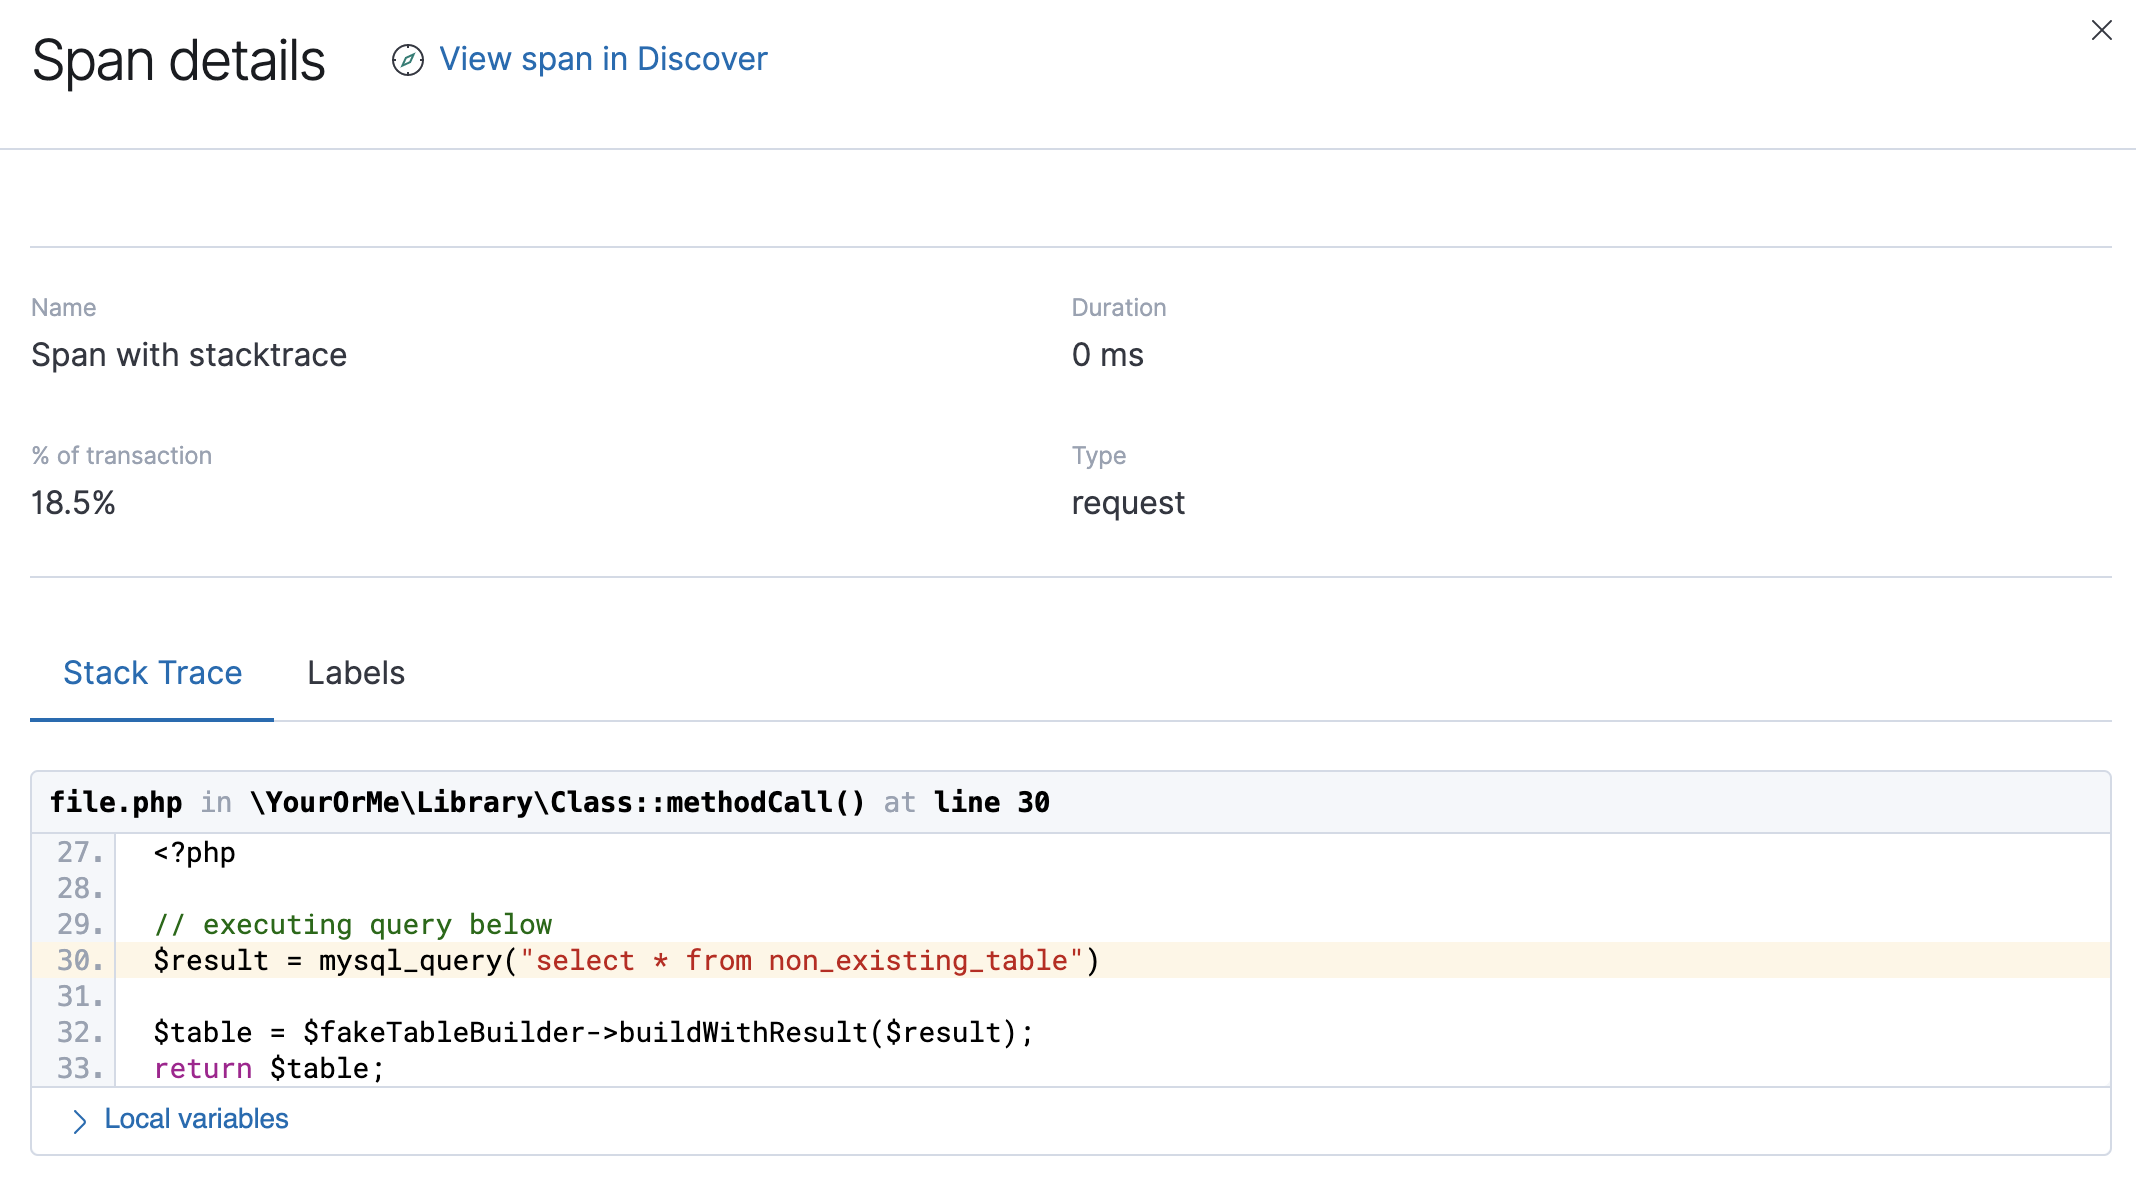 Span details View span in Discover
Name Duration
Span with stacktrace 0 ms
% of transaction Type
18.5% request
Stack Trace Labels
file.php in \YourOrMe\Library\Class::methodCall() at line 30
27. <?php
28.
29. // executing query below
30. $result = mysql_query("select * from non_existing_table")
31.
32. $table = $fakeTableBuilder->buildWithResult($result);
33. return $table;
Local variables